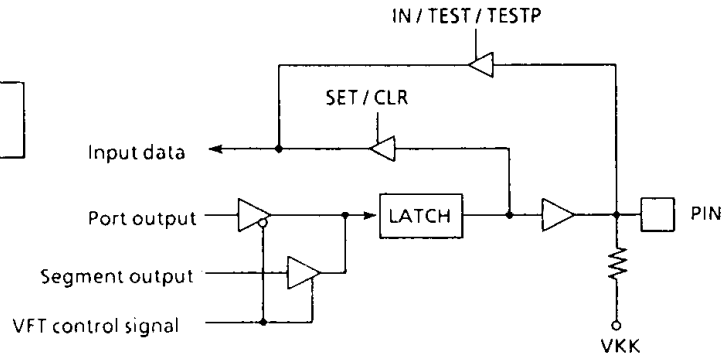 IN / TEST / TESTP
SET / CLR
Input data
Port output
LATCH
PIN
Segment output
VFT control signal
VKK